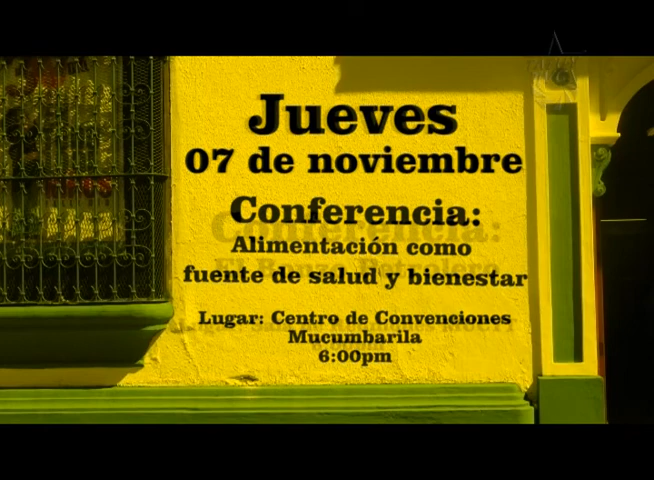 Jueves
07 de noviembre
Conferencia:
Alimentación como
fuente de salud y bienestar
Lugar: Centro de Convenciones
Mucumbarila
6:00pm